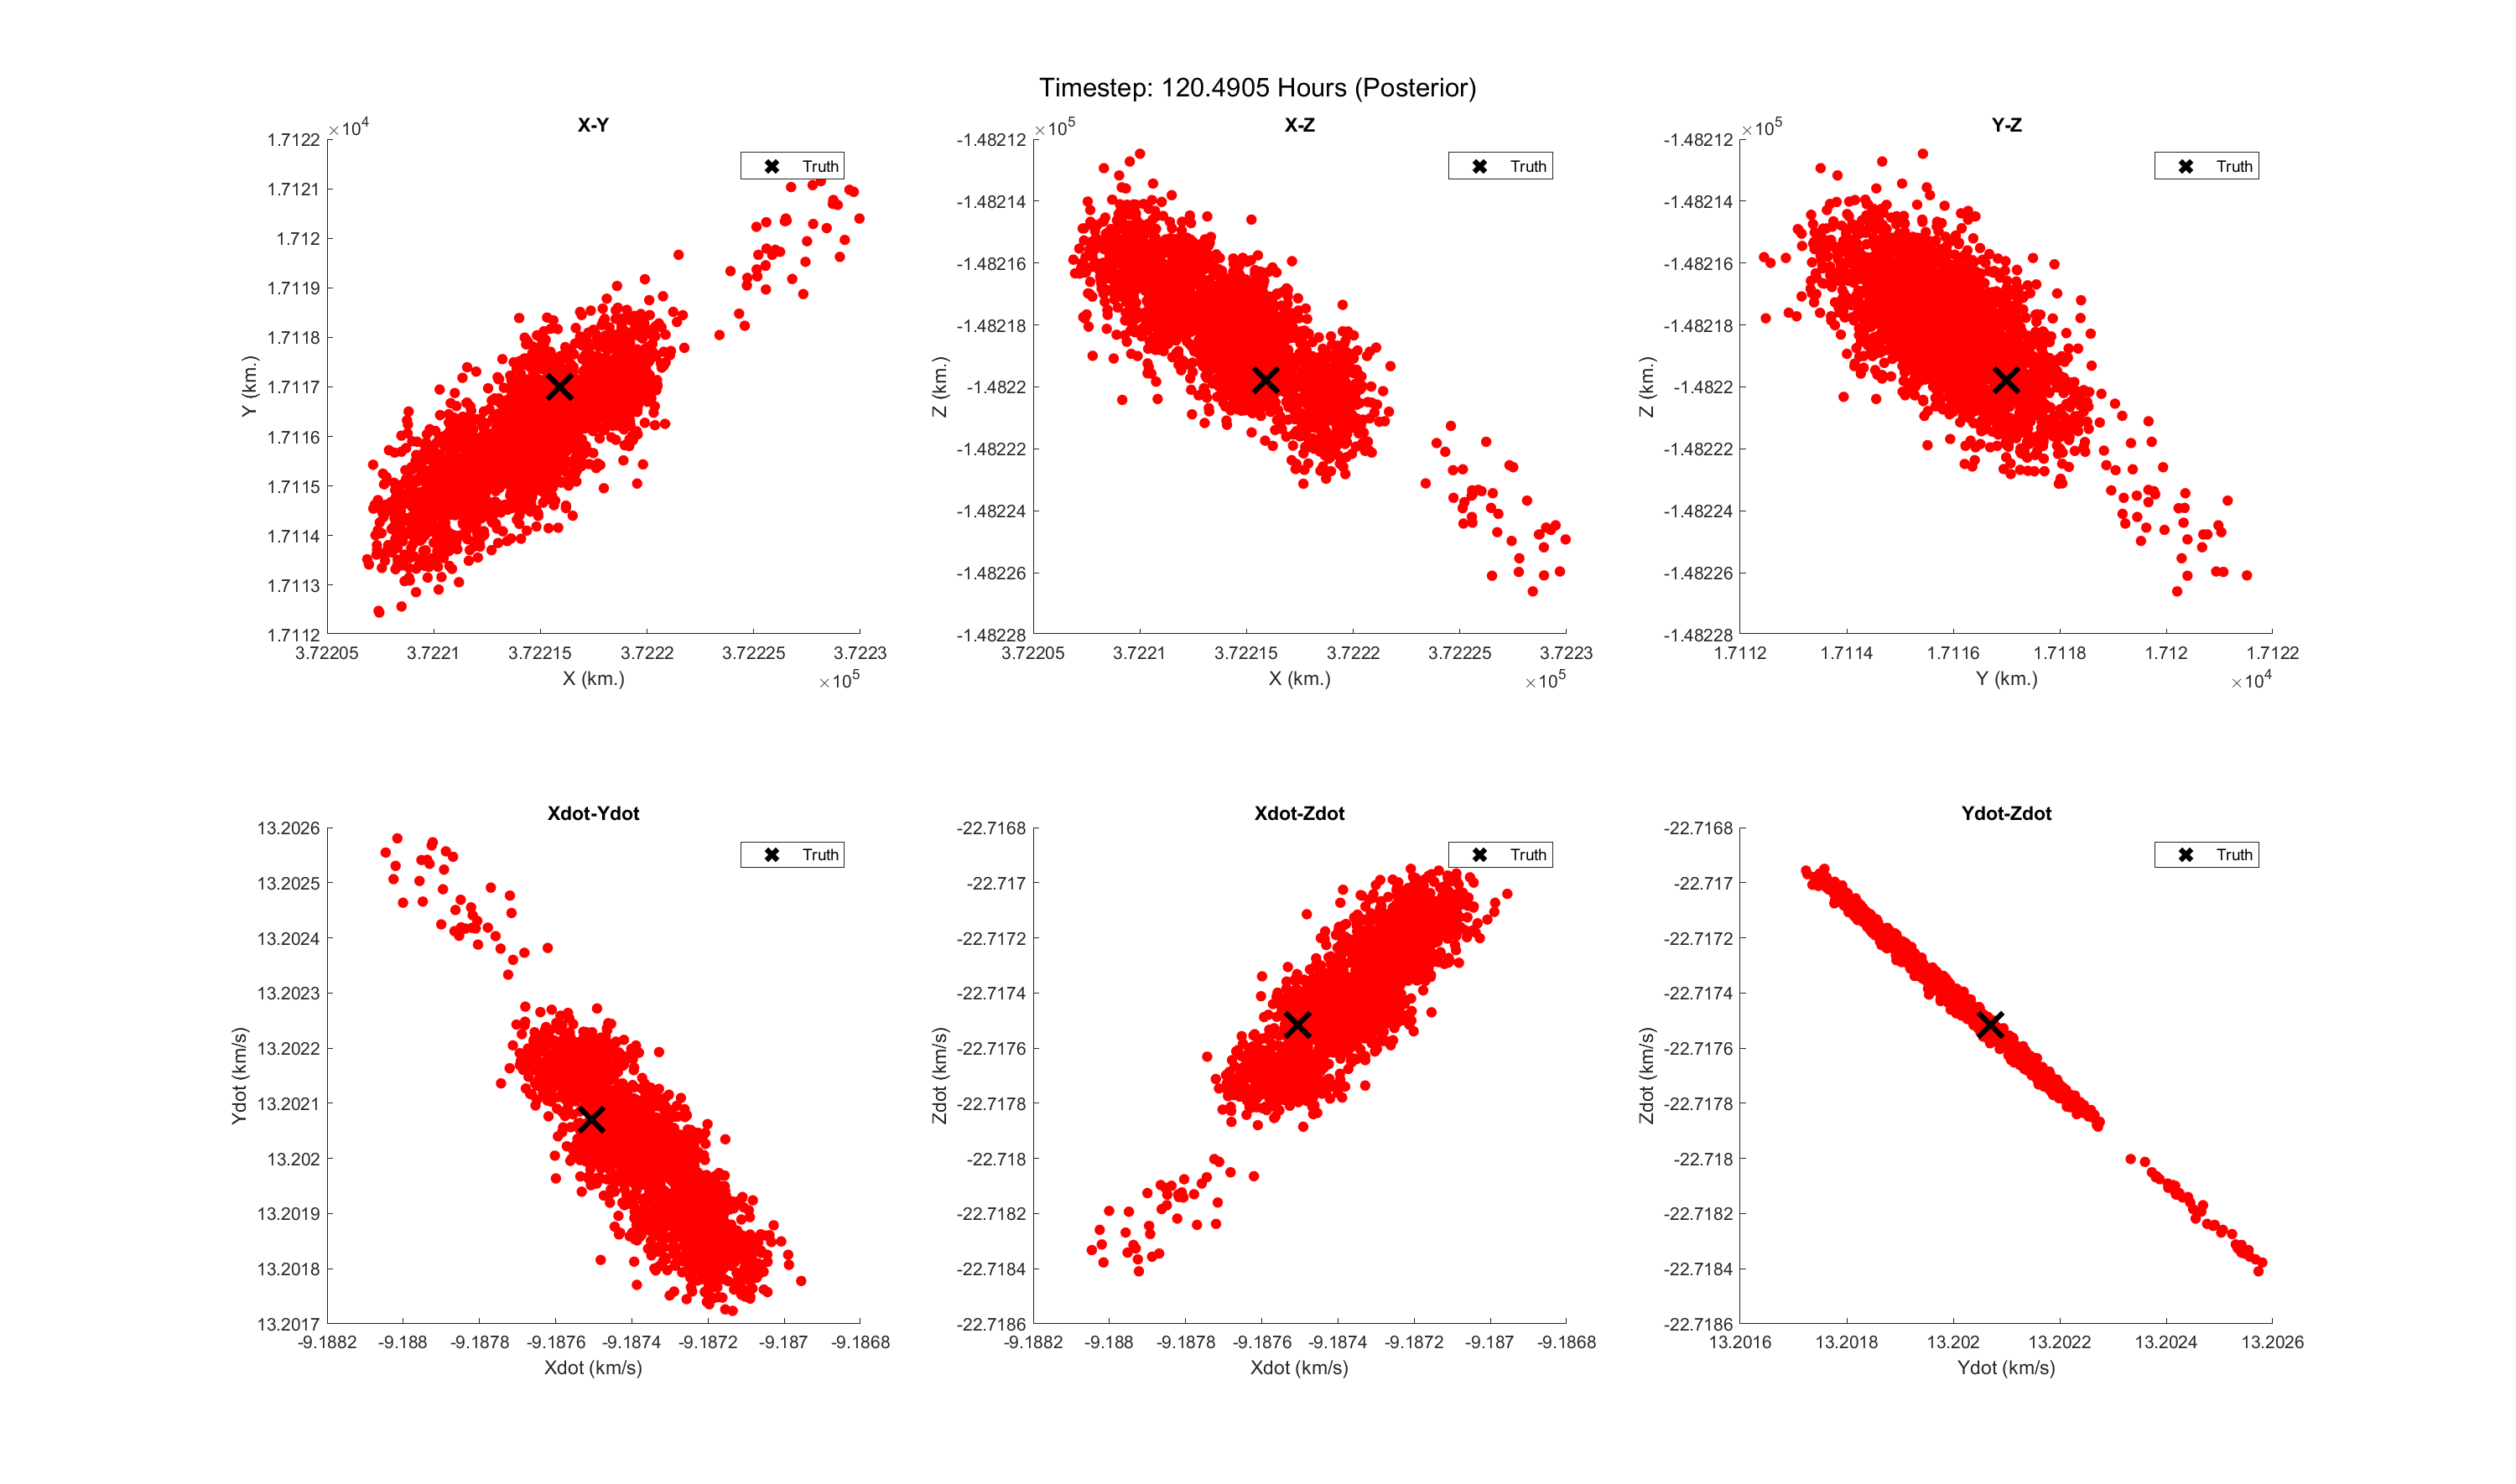 Timestep: 120.4905 Hours (Posterior)
X-Y
×10^4
1.7122
1.7121
1.712
1.7119
1.7118
1.7117
1.7116
1.7115
1.7114
1.7113
1.7112
Y (km.)
Truth
3.72205 3.7221 3.72215 3.7222 3.72225 3.7223
X (km.)
×10^5
X-Z
×10^5
-1.48212
-1.48214
-1.48216
-1.48218
-1.4822
-1.48222
-1.48224
-1.48226
-1.48228
Z (km.)
Truth
3.72205 3.7221 3.72215 3.7222 3.72225 3.7223
X (km.)
×10^5
Y-Z
×10^5
-1.48212
-1.48214
-1.48216
-1.48218
-1.4822
-1.48222
-1.48224
-1.48226
-1.48228
Z (km.)
Truth
1.7112 1.7114 1.7116 1.7118 1.712 1.7122
Y (km.)
×10^4
Xdot-Ydot
13.2026
13.2025
13.2024
13.2023
13.2022
13.2021
13.202
13.2019
13.2018
13.2017
Ydot (km/s)
Truth
-9.1882 -9.188 -9.1878 -9.1876 -9.1874 -9.1872 -9.187 -9.1868
Xdot (km/s)
Xdot-Zdot
-22.7168
-22.717
-22.7172
-22.7174
-22.7176
-22.7178
-22.718
-22.7182
-22.7184
-22.7186
Zdot (km/s)
Truth
-9.1882 -9.188 -9.1878 -9.1876 -9.1874 -9.1872 -9.187 -9.1868
Xdot (km/s)
Ydot-Zdot
-22.7168
-22.717
-22.7172
-22.7174
-22.7176
-22.7178
-22.718
-22.7182
-22.7184
-22.7186
Zdot (km/s)
Truth
13.2016 13.2018 13.202 13.2022 13.2024 13.2026
Ydot (km/s)